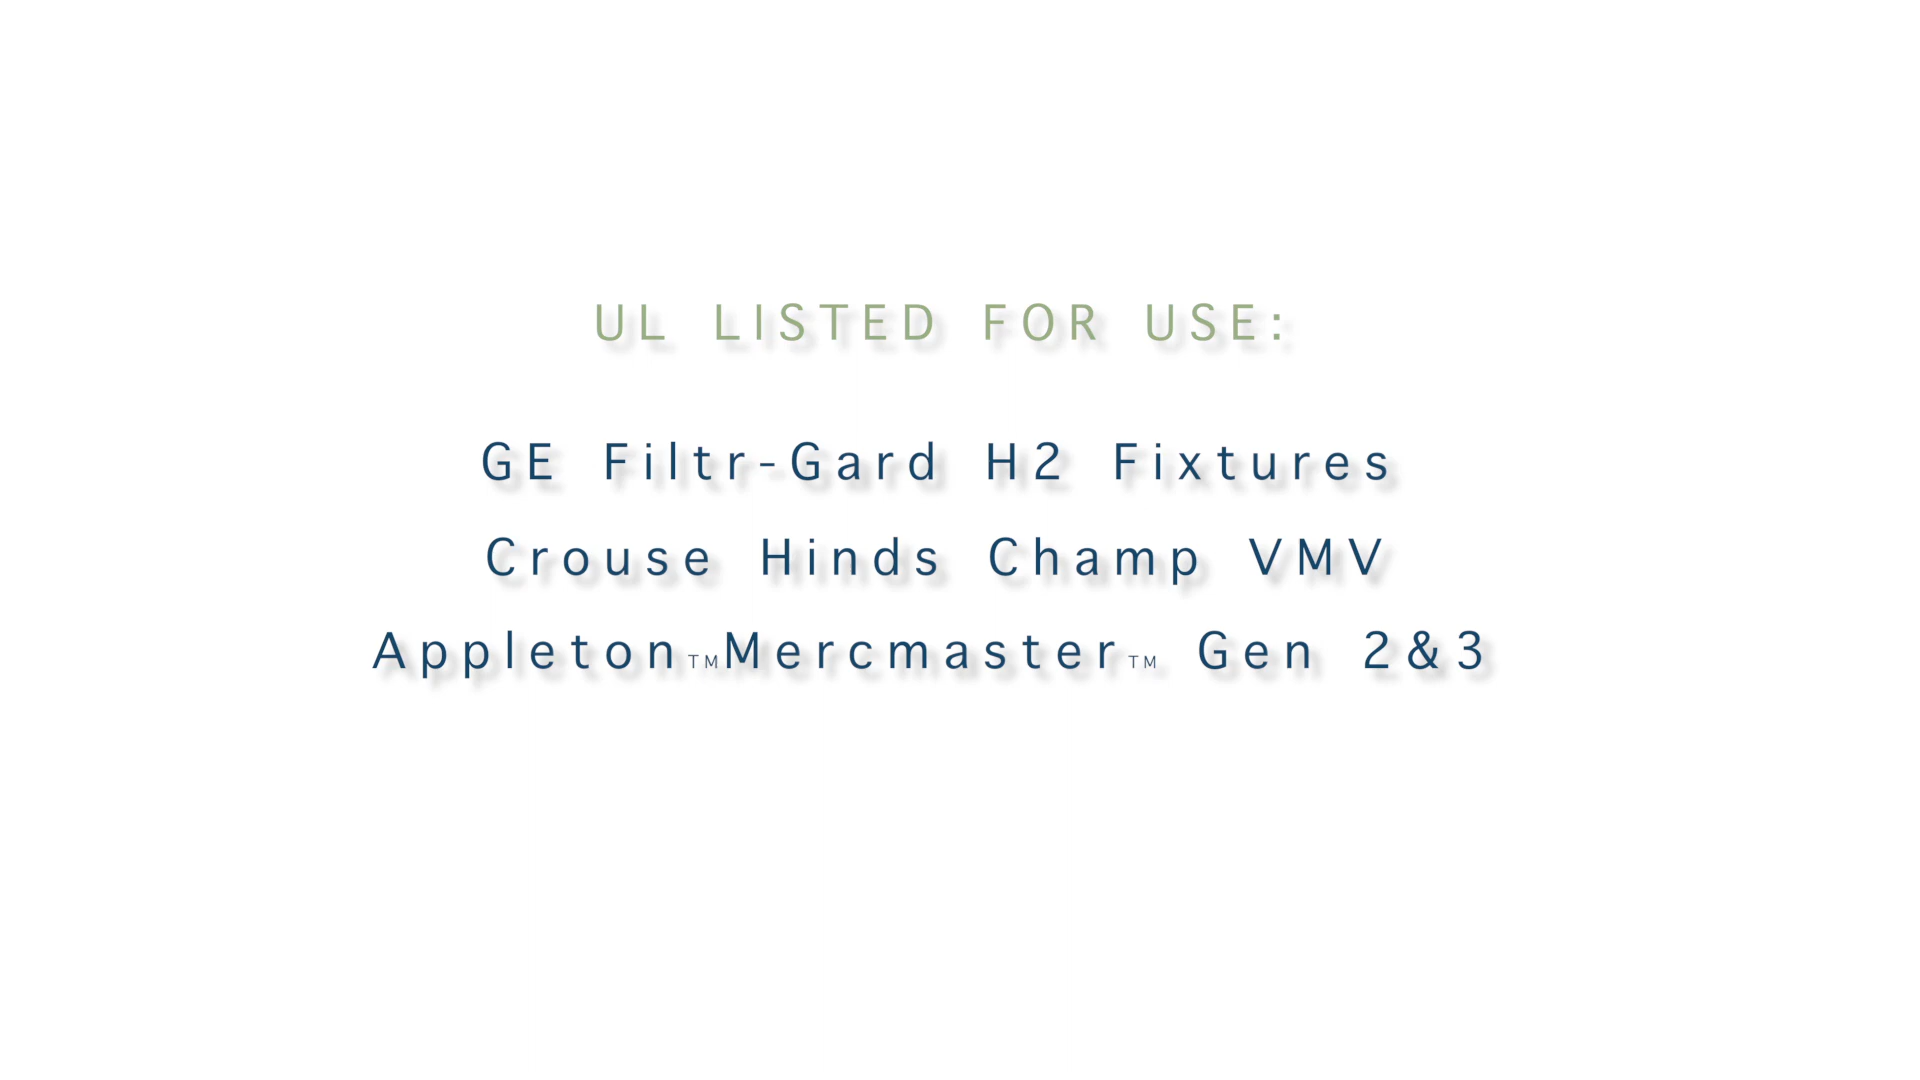 UL LISTED FOR USE:
GE Filtr-Gard H2 Fixtures
Crouse Hinds Champ VMV
Appleton™Mercmaster™ Gen 2&3